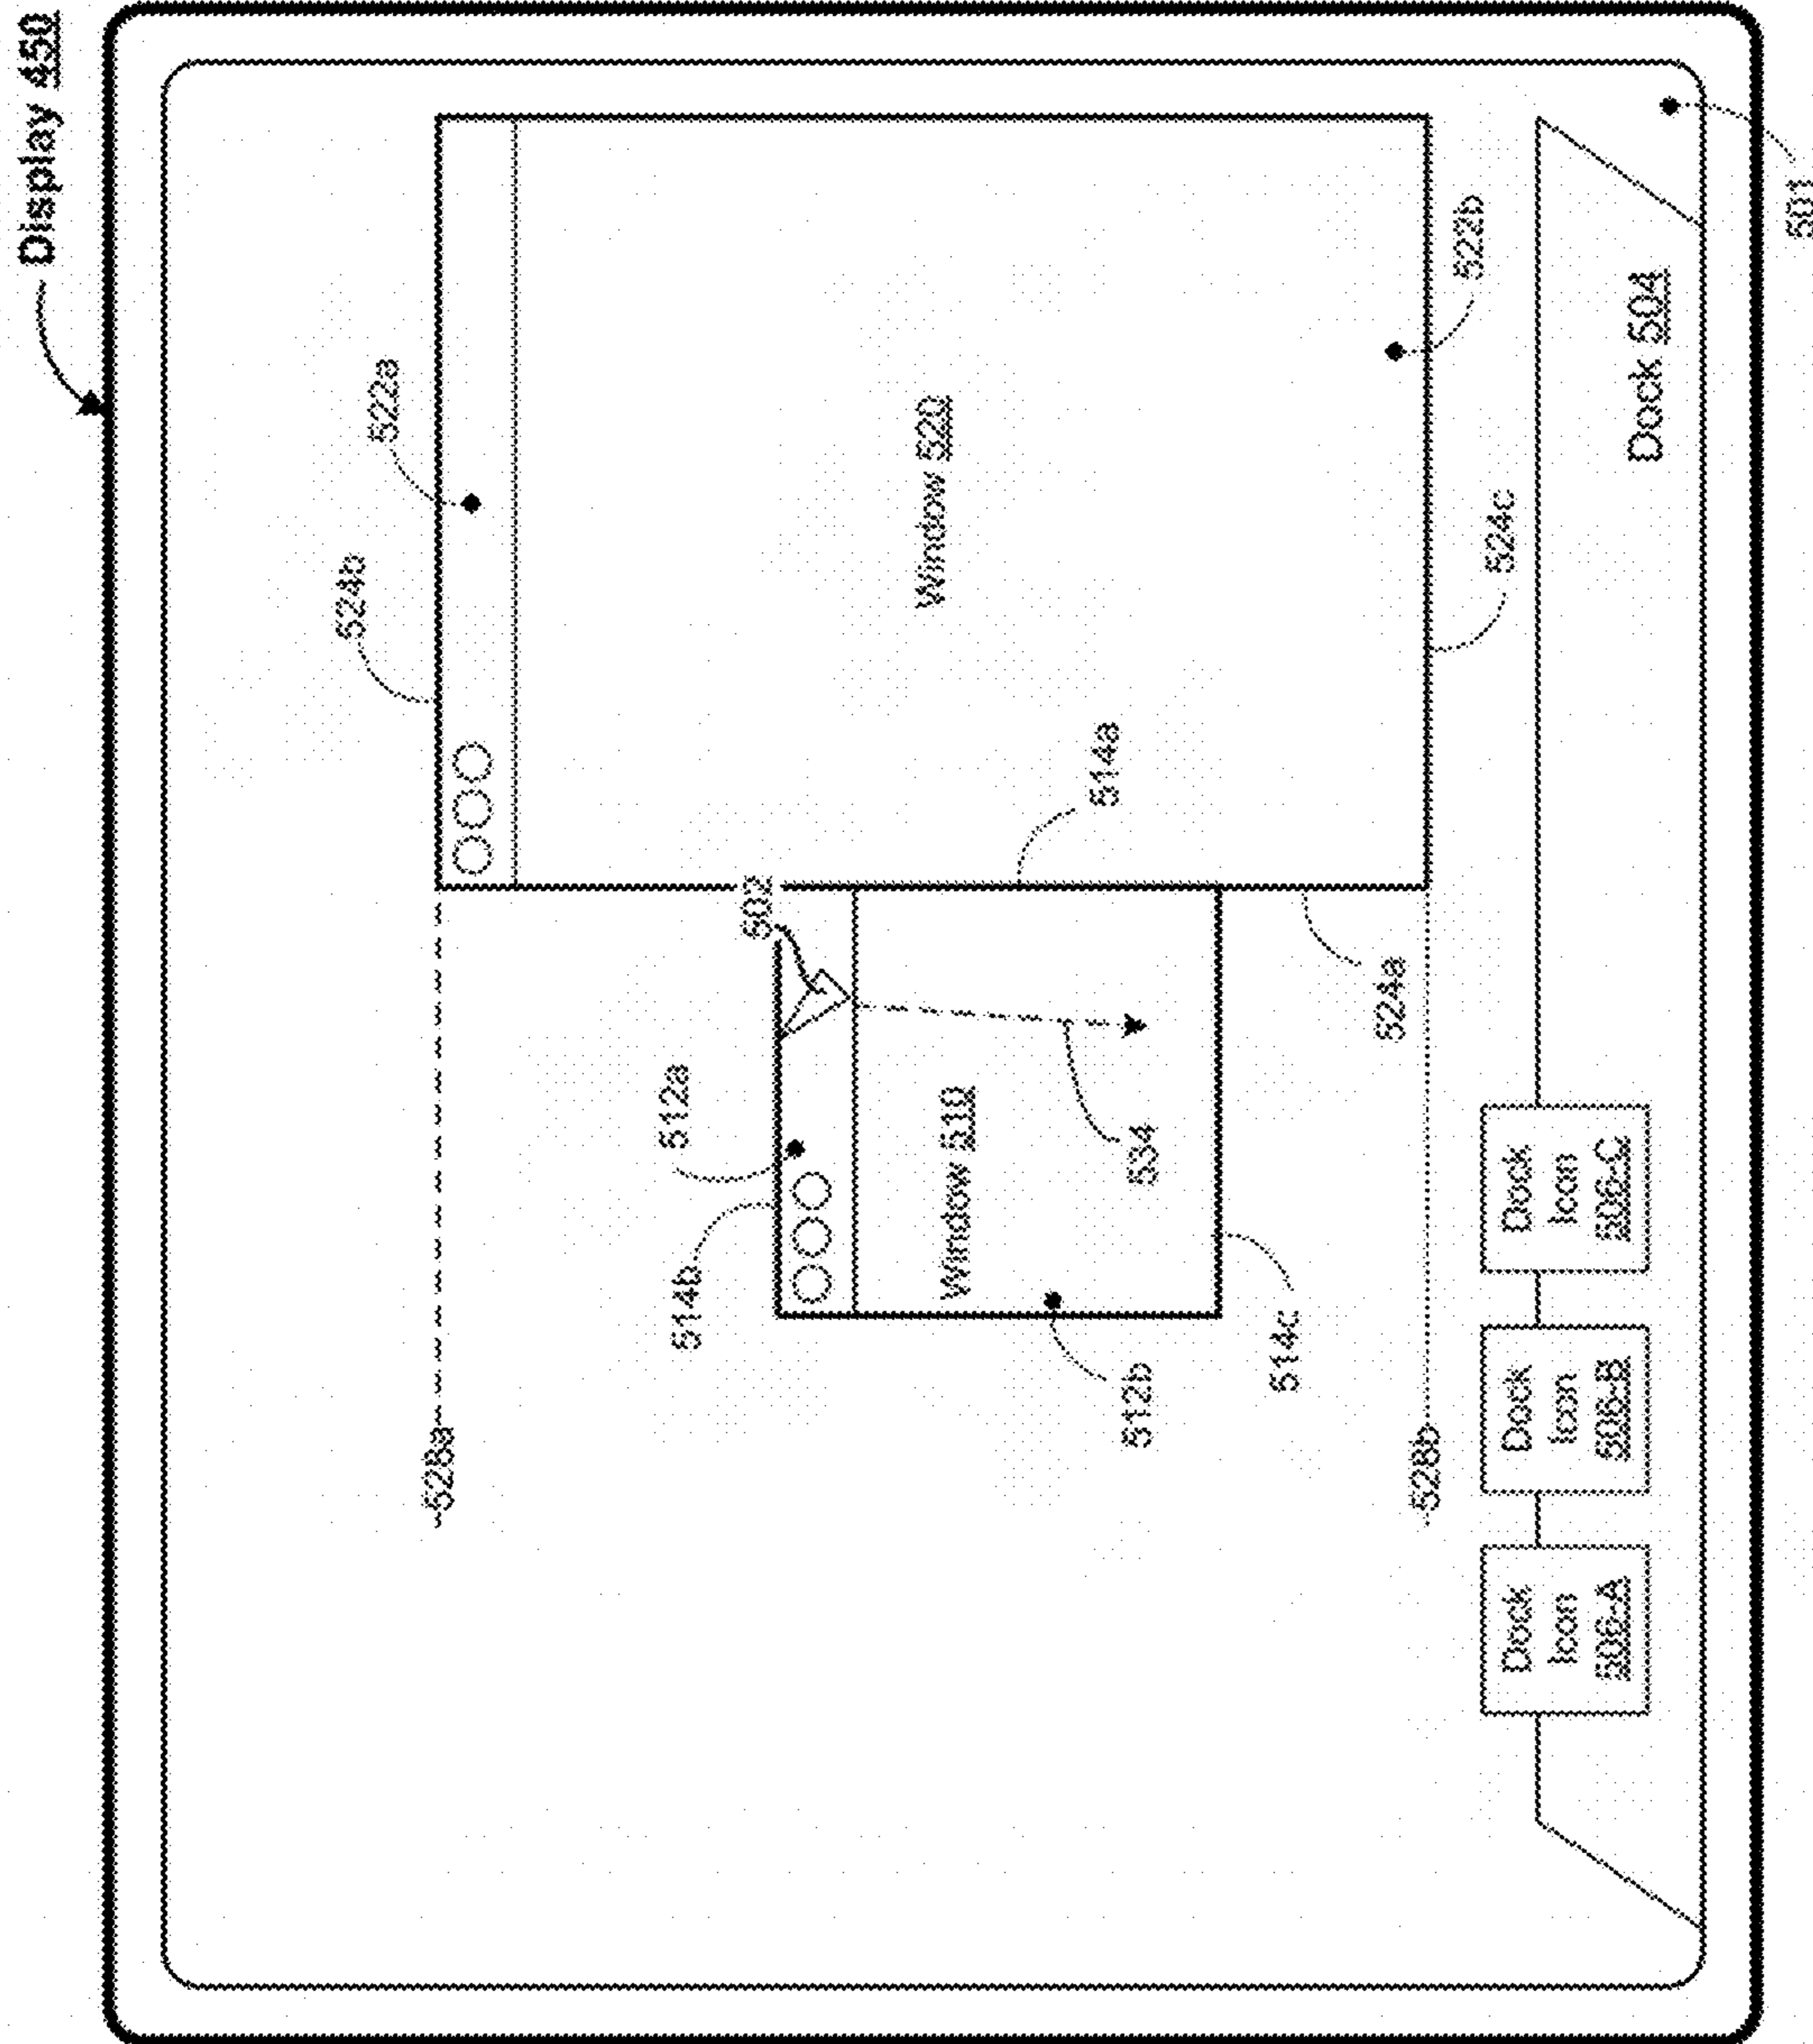 Display 450
524b
522a
528a
514b
512a
502
Window 520
Window 510
514a
534
512b
514c
524a
522b
524c
528b
Dock
Icon
506-A
Dock
Icon
506-B
Dock
Icon
506-C
Dock 504
501